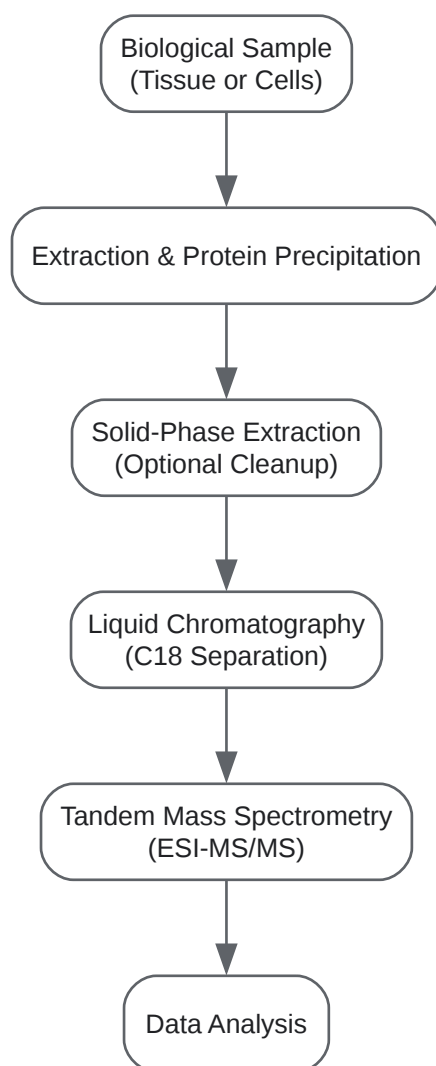 Biological Sample
(Tissue or Cells)
Extraction & Protein Precipitation
Solid-Phase Extraction
(Optional Cleanup)
Liquid Chromatography
(C18 Separation)
Tandem Mass Spectrometry
(ESI-MS/MS)
Data Analysis